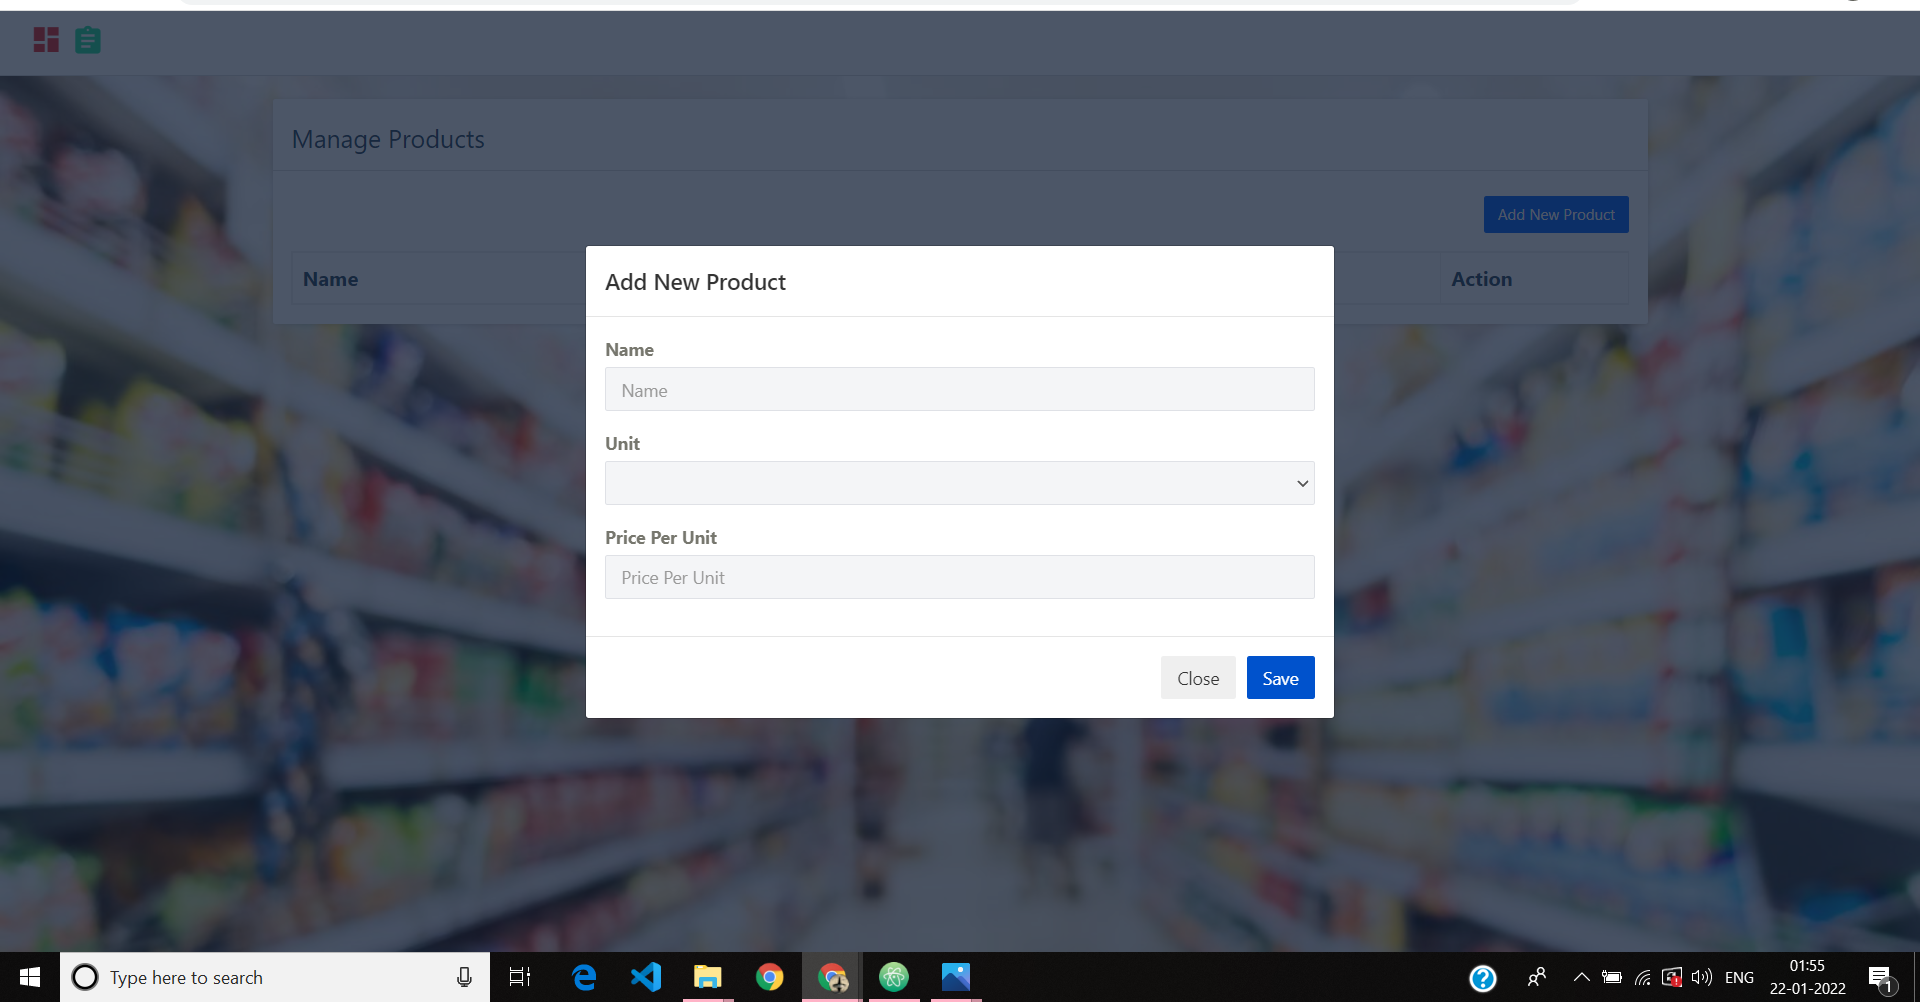 Manage Products
Add New Product
Name
Action
Add New Product
Name
Name
Unit
Price Per Unit
Price Per Unit
Close
Save
Type here to search
ENG
01:55
22-01-2022
1